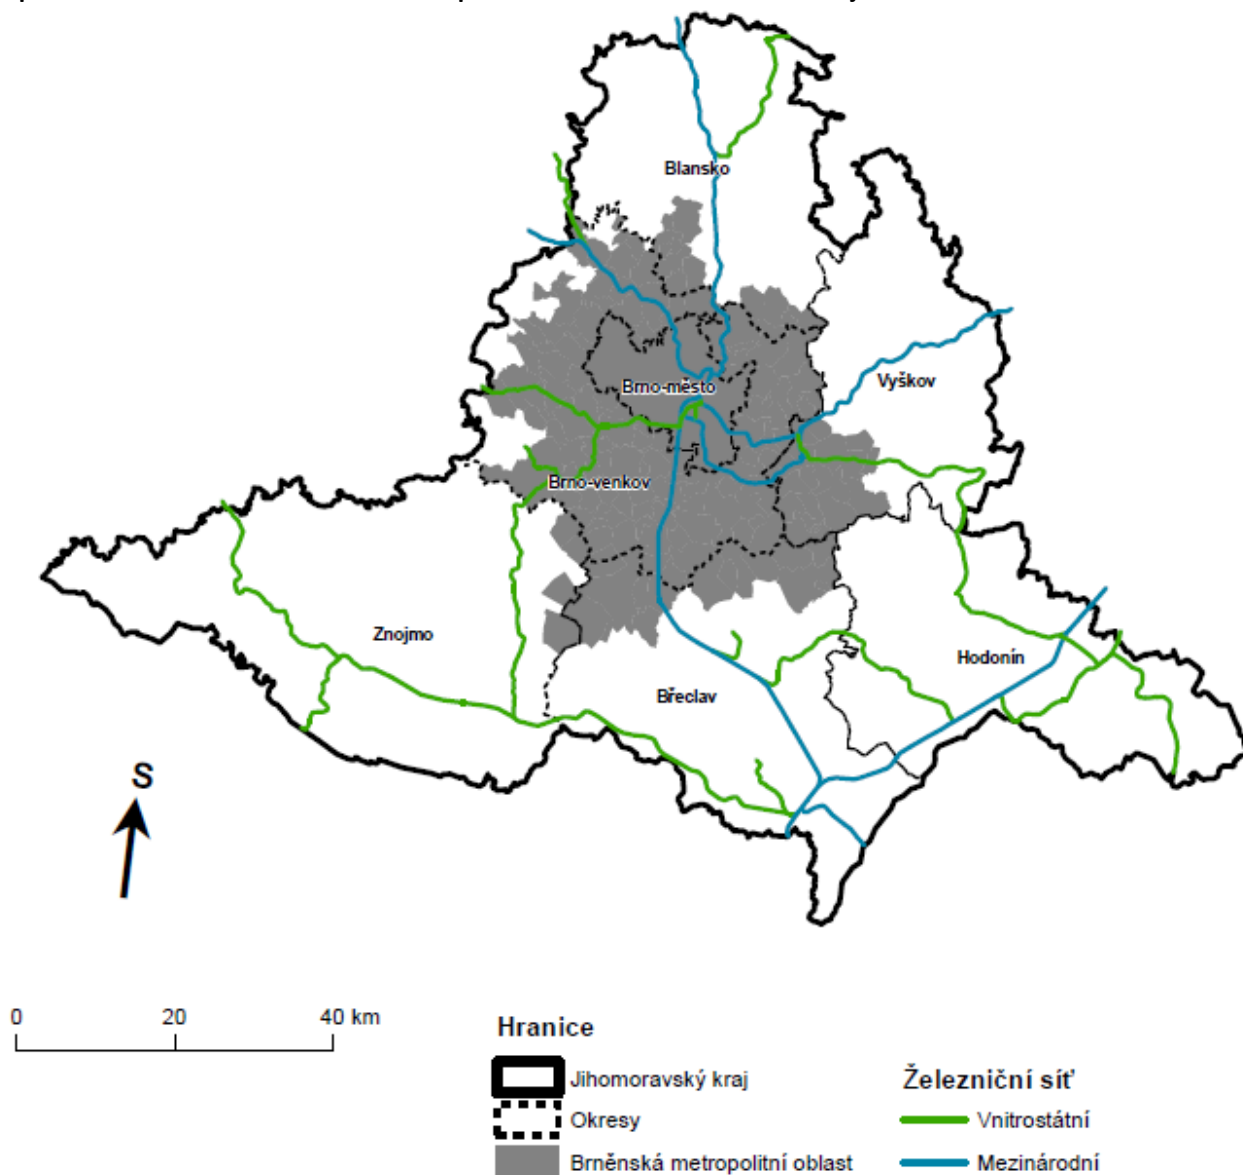 Blansko
Vyškov
Brno-město
Brno-venkov
Znojmo
Hodonín
Břeclav
S
0 20 40 km
Hranice
Jihomoravský kraj
Okresy
Brněnská metropolitní oblast
Železniční síť
Vnitrostátní
Mezinárodní